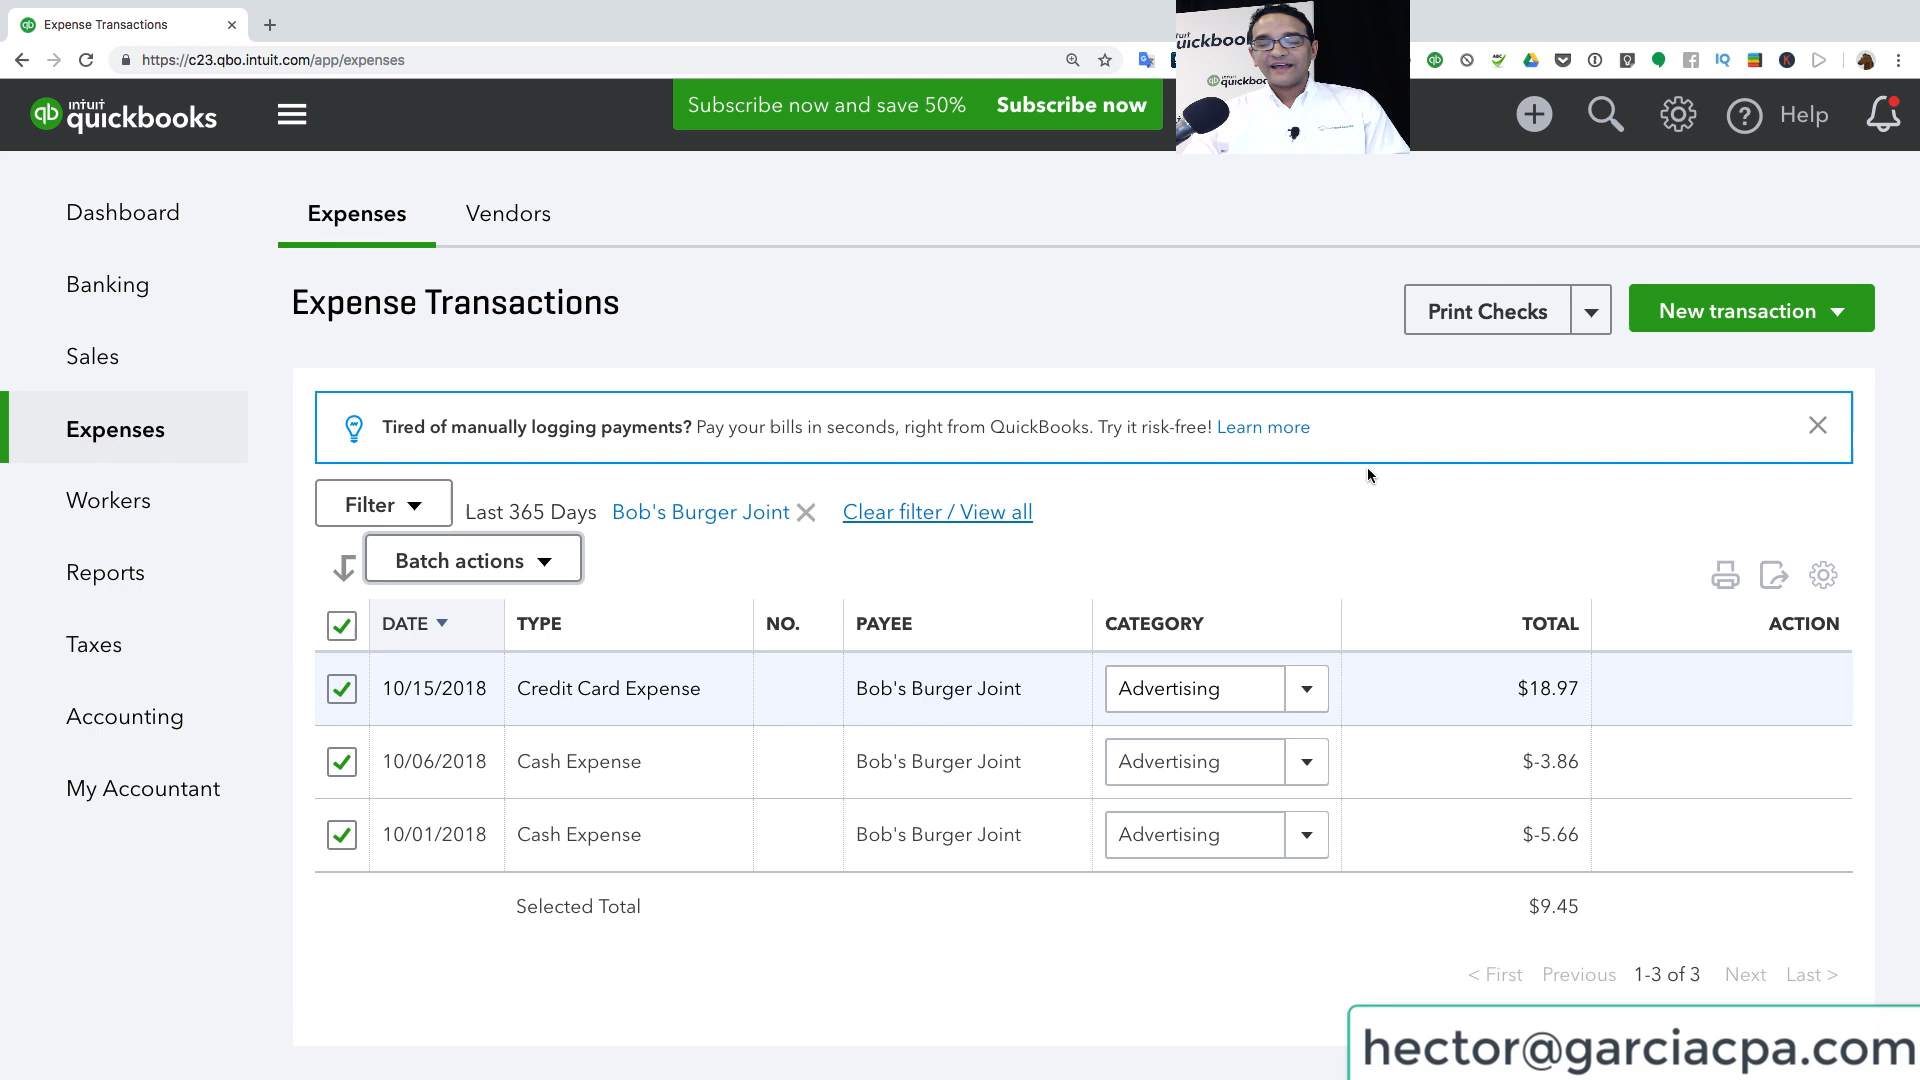 Expense Transactions
https://c23.qbo.intuit.com/app/expenses
intuit
quickbooks
Subscribe now and save 50% Subscribe now
quickbooks
Help
Dashboard
Banking
Sales
Expenses
Workers
Reports
Taxes
Accounting
My Accountant
Expenses Vendors
Expense Transactions
Print Checks
New transaction
Tired of manually logging payments? Pay your bills in seconds, right from QuickBooks. Try it risk-free! Learn more
Filter Last 365 Days Bob's Burger Joint Clear filter / View all
Batch actions
DATE TYPE NO. PAYEE CATEGORY TOTAL ACTION
10/15/2018 Credit Card Expense Bob's Burger Joint Advertising $18.97
10/06/2018 Cash Expense Bob's Burger Joint Advertising $-3.86
10/01/2018 Cash Expense Bob's Burger Joint Advertising $-5.66
Selected Total $9.45
< First Previous 1-3 of 3 Next Last >
hector@garciacpa.com